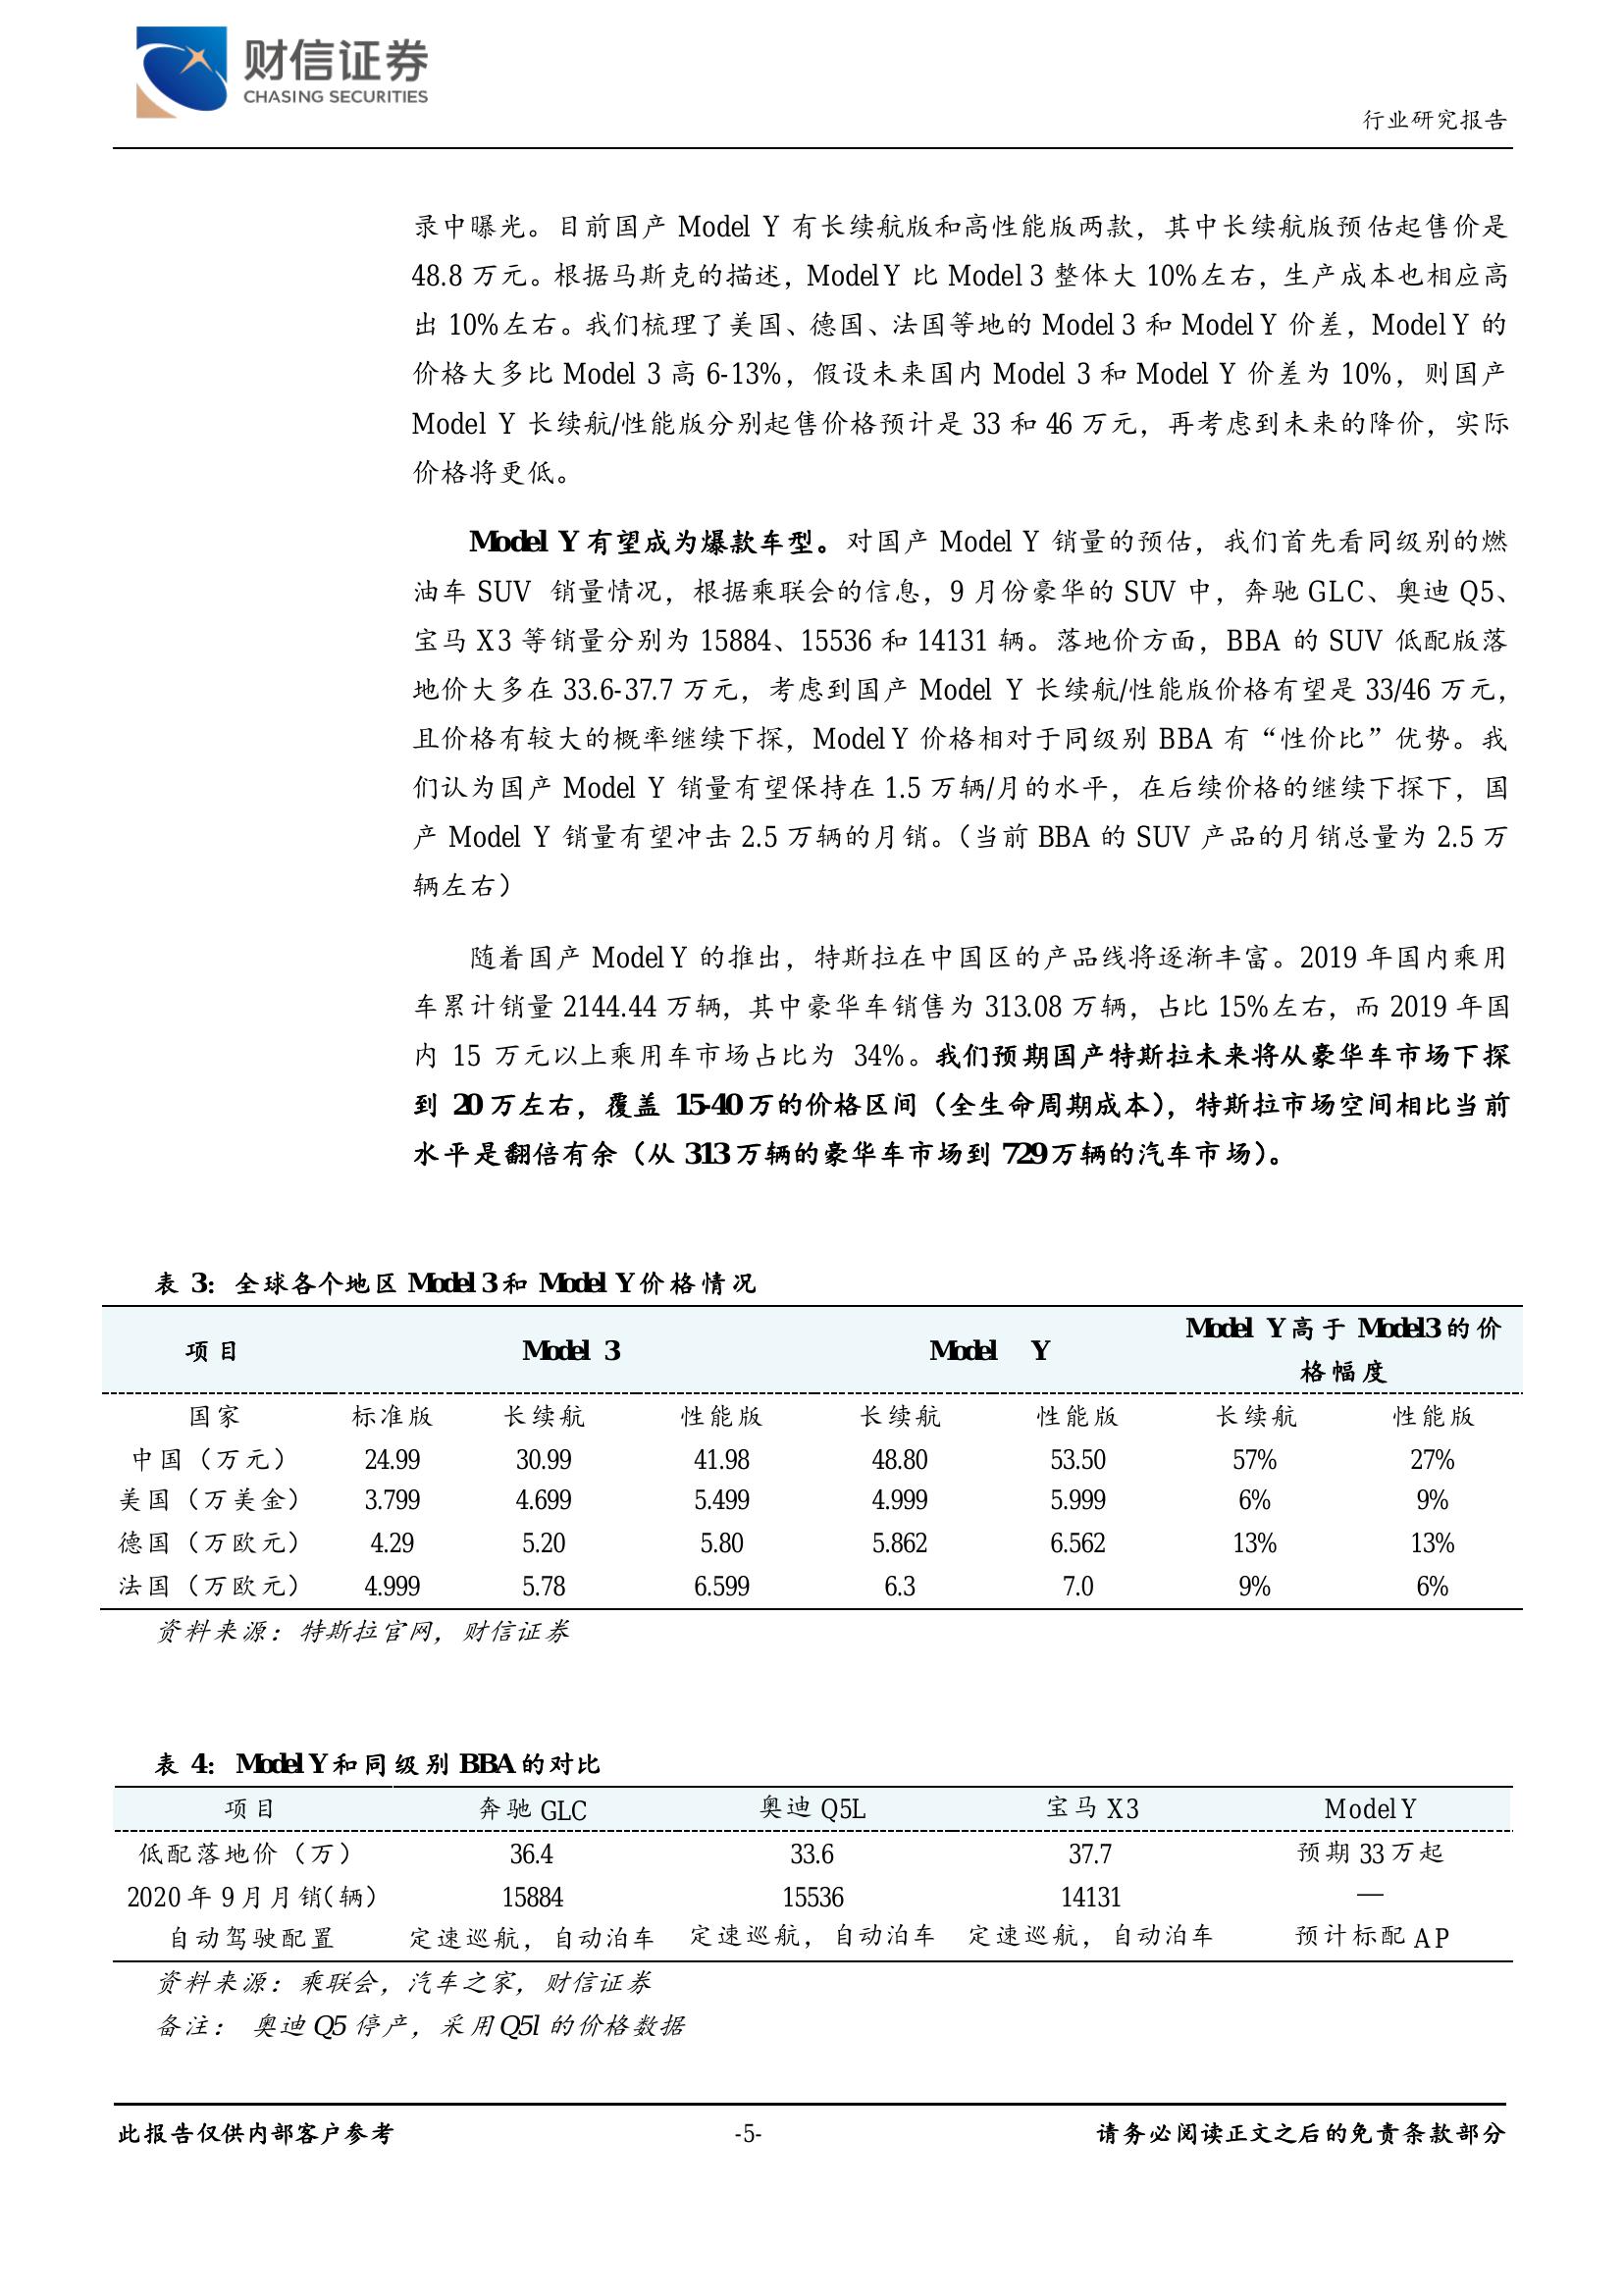 财信证券
CHASING SECURITIES
行业研究报告
录中曝光。目前国产 Model Y 有长续航版和高性能版两款，其中长续航版预估起售价是
48.8 万元。根据马斯克的描述，Model Y 比 Model 3 整体大 10%左右，生产成本也相应高
出 10%左右。我们梳理了美国、德国、法国等地的 Model 3 和 Model Y 价差，Model Y 的
价格大多比 Model 3 高 6-13%，假设未来国内 Model 3 和 Model Y 价差为 10%，则国产
Model Y 长续航/性能版分别起售价格预计是 33 和 46 万元，再考虑到未来的降价，实际
价格将更低。
Model Y 有望成为爆款车型。对国产 Model Y 销量的预估，我们首先看同级别的燃
油车 SUV 销量情况，根据乘联会的信息，9 月份豪华的 SUV 中，奔驰 GLC、奥迪 Q5、
宝马 X3 等销量分别为 15884、15536 和 14131 辆。落地价方面，BBA 的 SUV 低配版落
地价大多在 33.6-37.7 万元，考虑到国产 Model Y 长续航/性能版价格有望是 33/46 万元，
且价格有较大的概率继续下探，Model Y 价格相对于同级别 BBA 有“性价比”优势。我
们认为国产 Model Y 销量有望保持在 1.5 万辆/月的水平，在后续价格的继续下探下，国
产 Model Y 销量有望冲击 2.5 万辆的月销。（当前 BBA 的 SUV 产品的月销总量为 2.5 万
辆左右）
随着国产 Model Y 的推出，特斯拉在中国区的产品线将逐渐丰富。2019 年国内乘用
车累计销量 2144.44 万辆，其中豪华车销售为 313.08 万辆，占比 15%左右，而 2019 年国
内 15 万元以上乘用车市场占比为 34%。我们预期国产特斯拉未来将从豪华车市场下探
到 20 万左右，覆盖 15-40 万的价格区间（全生命周期成本），特斯拉市场空间相比当前
水平是翻倍有余（从 313 万辆的豪华车市场到 729 万辆的汽车市场）。
表 3：全球各个地区 Model 3 和 Model Y 价格情况
项目 Model 3 Model Y Model Y 高于 Model3 的价
格幅度
国家 标准版 长续航 性能版 长续航 性能版 长续航 性能版
中国（万元） 24.99 30.99 41.98 48.80 53.50 57% 27%
美国（万美金） 3.799 4.699 5.499 4.999 5.999 6% 9%
德国（万欧元） 4.29 5.20 5.80 5.862 6.562 13% 13%
法国（万欧元） 4.999 5.78 6.599 6.3 7.0 9% 6%
资料来源：特斯拉官网，财信证券
表 4：Model Y 和同级别 BBA 的对比
项目 奔驰 GLC 奥迪 Q5L 宝马 X3 Model Y
低配落地价（万） 36.4 33.6 37.7 预期 33 万起
2020 年 9 月月销（辆） 15884 15536 14131 —
自动驾驶配置 定速巡航，自动泊车 定速巡航，自动泊车 定速巡航，自动泊车 预计标配 AP
资料来源：乘联会，汽车之家，财信证券
备注： 奥迪 Q5 停产，采用 Q5l 的价格数据
此报告仅供内部客户参考 -5- 请务必阅读正文之后的免责条款部分